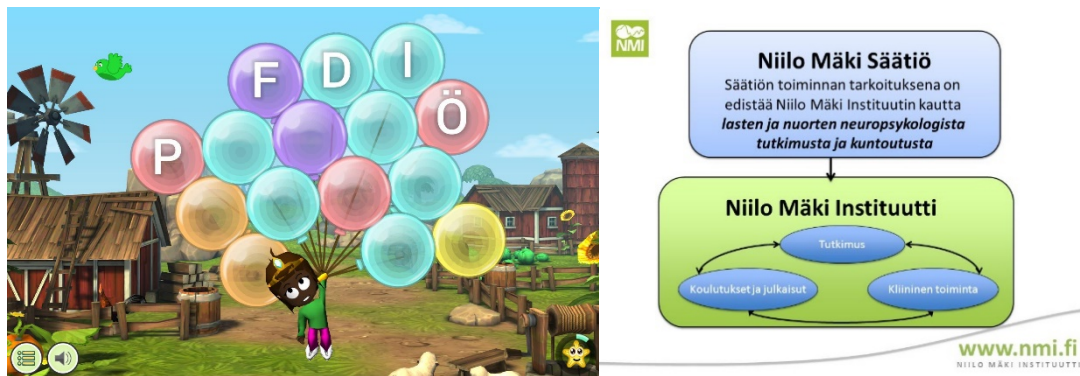 F
D
I
Ö
P
NMI
Niilo Mäki Säätiö
Säätiön toiminnan tarkoituksena on
edistää Niilo Mäki Instituutin kautta
lasten ja nuorten neuropsykologista
tutkimusta ja kuntoutusta
Niilo Mäki Instituutti
Tutkimus
Koulutukset ja julkaisut
Kliininen toiminta
www.nmi.fi
NIILO MÄKI INSTITUUTTI